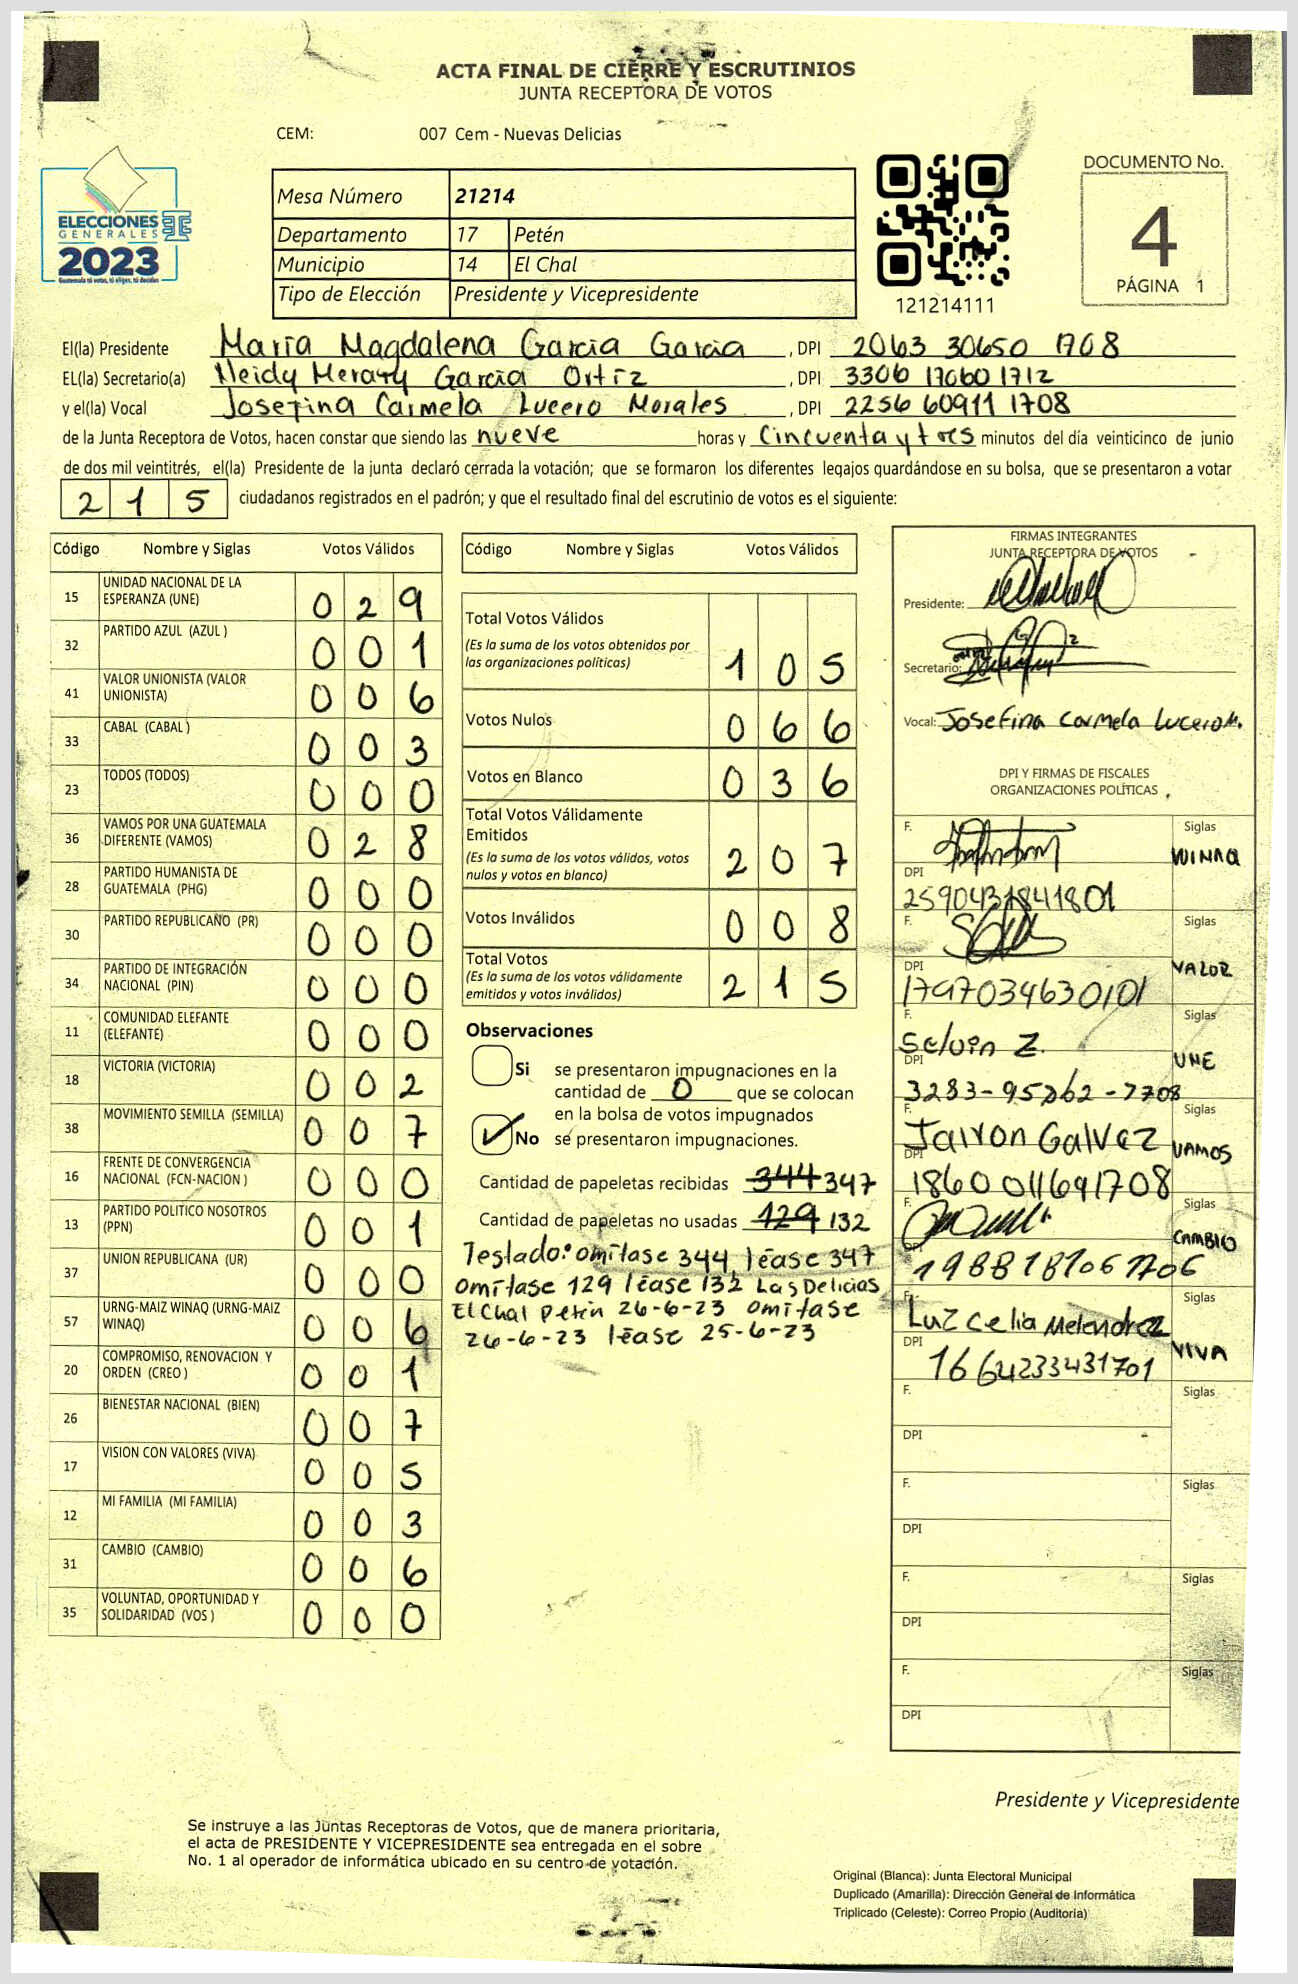 ACTA FINAL DE CIERRE Y ESCRUTINIOS
JUNTA RECEPTORA DE VOTOS
CEM: 007 Cem - Nuevas Delicias
ELECCIONES
GENERALES
2023
Guatemala tú votas, tú eliges, tú decides
Mesa Número 21214
Departamento 17 Petén
Municipio 14 El Chal
Tipo de Elección Presidente y Vicepresidente
121214111
DOCUMENTO No.
4
PÁGINA 1
El(la) Presidente Maria Magdalena Garcia Garcia , DPI 2063 30650 1708
EL(la) Secretario(a) Neidy Merary Garcia Ortiz , DPI 3306 17060 1712
y el(la) Vocal Josefina Carmela Lucero Morales , DPI 2256 60911 1708
de la Junta Receptora de Votos, hacen constar que siendo las nueve horas y Cincuenta y tres minutos del día veinticinco de junio
de dos mil veintitrés, el(la) Presidente de la junta declaró cerrada la votación; que se formaron los diferentes legajos guardándose en su bolsa, que se presentaron a votar
2 1 5 ciudadanos registrados en el padrón; y que el resultado final del escrutinio de votos es el siguiente:
Código Nombre y Siglas Votos Válidos
15 UNIDAD NACIONAL DE LA ESPERANZA (UNE) 0 2 9
32 PARTIDO AZUL (AZUL ) 0 0 1
41 VALOR UNIONISTA (VALOR UNIONISTA) 0 0 6
33 CABAL (CABAL ) 0 0 3
23 TODOS (TODOS) 0 0 0
36 VAMOS POR UNA GUATEMALA DIFERENTE (VAMOS) 0 2 8
28 PARTIDO HUMANISTA DE GUATEMALA (PHG) 0 0 0
30 PARTIDO REPUBLICANO (PR) 0 0 0
34 PARTIDO DE INTEGRACIÓN NACIONAL (PIN) 0 0 0
11 COMUNIDAD ELEFANTE (ELEFANTE) 0 0 0
18 VICTORIA (VICTORIA) 0 0 2
38 MOVIMIENTO SEMILLA (SEMILLA) 0 0 7
16 FRENTE DE CONVERGENCIA NACIONAL (FCN-NACION ) 0 0 0
13 PARTIDO POLITICO NOSOTROS (PPN) 0 0 1
37 UNION REPUBLICANA (UR) 0 0 0
57 URNG-MAIZ WINAQ (URNG-MAIZ WINAQ) 0 0 6
20 COMPROMISO, RENOVACION Y ORDEN (CREO ) 0 0 1
26 BIENESTAR NACIONAL (BIEN) 0 0 7
17 VISION CON VALORES (VIVA) 0 0 5
12 MI FAMILIA (MI FAMILIA) 0 0 3
31 CAMBIO (CAMBIO) 0 0 6
35 VOLUNTAD, OPORTUNIDAD Y SOLIDARIDAD (VOS ) 0 0 0
Código Nombre y Siglas Votos Válidos
Total Votos Válidos
(Es la suma de los votos obtenidos por
las organizaciones políticas) 1 0 5
Votos Nulos 0 6 6
Votos en Blanco 0 3 6
Total Votos Válidamente
Emitidos
(Es la suma de los votos válidos, votos
nulos y votos en blanco) 2 0 7
Votos Inválidos 0 0 8
Total Votos
(Es la suma de los votos válidamente
emitidos y votos inválidos) 2 1 5
Observaciones
Si se presentaron impugnaciones en la
cantidad de 0 que se colocan
en la bolsa de votos impugnados
No se presentaron impugnaciones.
Cantidad de papeletas recibidas 344 347
Cantidad de papeletas no usadas 129 132
Testado: omítase 344, léase 347
omítase 129 léase 132 Las Delicias
El Chal Petén 26-6-23 omítase
26-6-23 léase 25-6-23
FIRMAS INTEGRANTES
JUNTA RECEPTORA DE VOTOS
Presidente:
Secretario:
Vocal: Josefina Carmela Lucero M.
DPI Y FIRMAS DE FISCALES
ORGANIZACIONES POLÍTICAS
F. Siglas
WINAQ
DPI
2590431841801
F. Siglas
VALOR
DPI
1797034630101
F. Siglas
Selvin Z.
UNE
DPI
3283-95262-1708
F. Siglas
Jairon Galvez
VAMOS
DPI
1860011691708
F. Siglas
CAMBIO
DPI
1988181061706
F. Siglas
Luz Celia Melendrez
VIVA
DPI
1664233431701
F. Siglas
DPI
F. Siglas
DPI
F. Siglas
DPI
F. Siglas
DPI
Presidente y Vicepresidente
Se instruye a las Juntas Receptoras de Votos, que de manera prioritaria,
el acta de PRESIDENTE Y VICEPRESIDENTE sea entregada en el sobre
No. 1 al operador de informática ubicado en su centro de votación.
Original (Blanca): Junta Electoral Municipal
Duplicado (Amarilla): Dirección General de Informática
Triplicado (Celeste): Correo Propio (Auditoría)